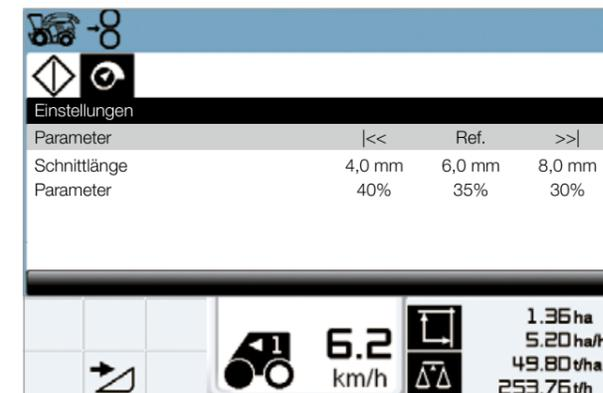 Einstellungen
Parameter |<< Ref. >>|
Schnittlänge 4,0 mm 6,0 mm 8,0 mm
Parameter 40% 35% 30%
1.36 ha
5.20 ha/h
1 6.2 49.80 t/ha
km/h 253.76 t/h